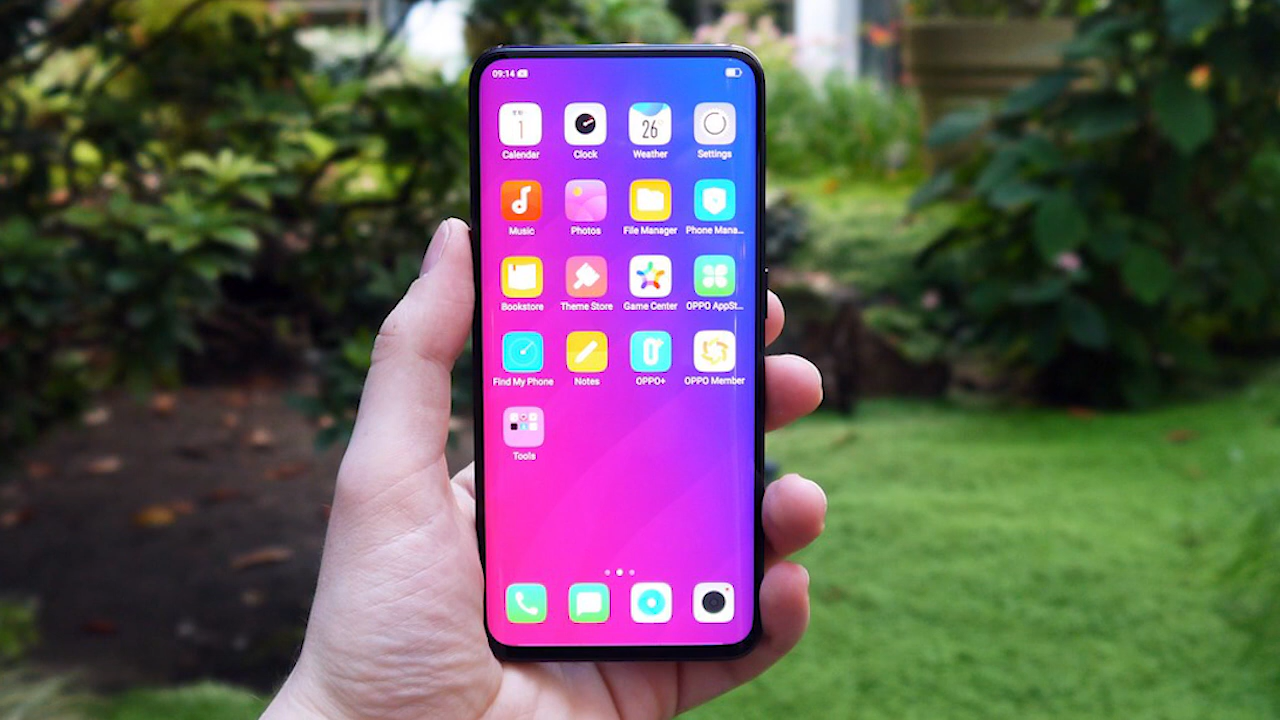 09:14
1
26°
Calendar Clock Weather Settings
Music Photos File Manager Phone Mana...
Bookstore Theme Store Game Center OPPO AppSt...
Find My Phone Notes OPPO+ OPPO Member
Tools